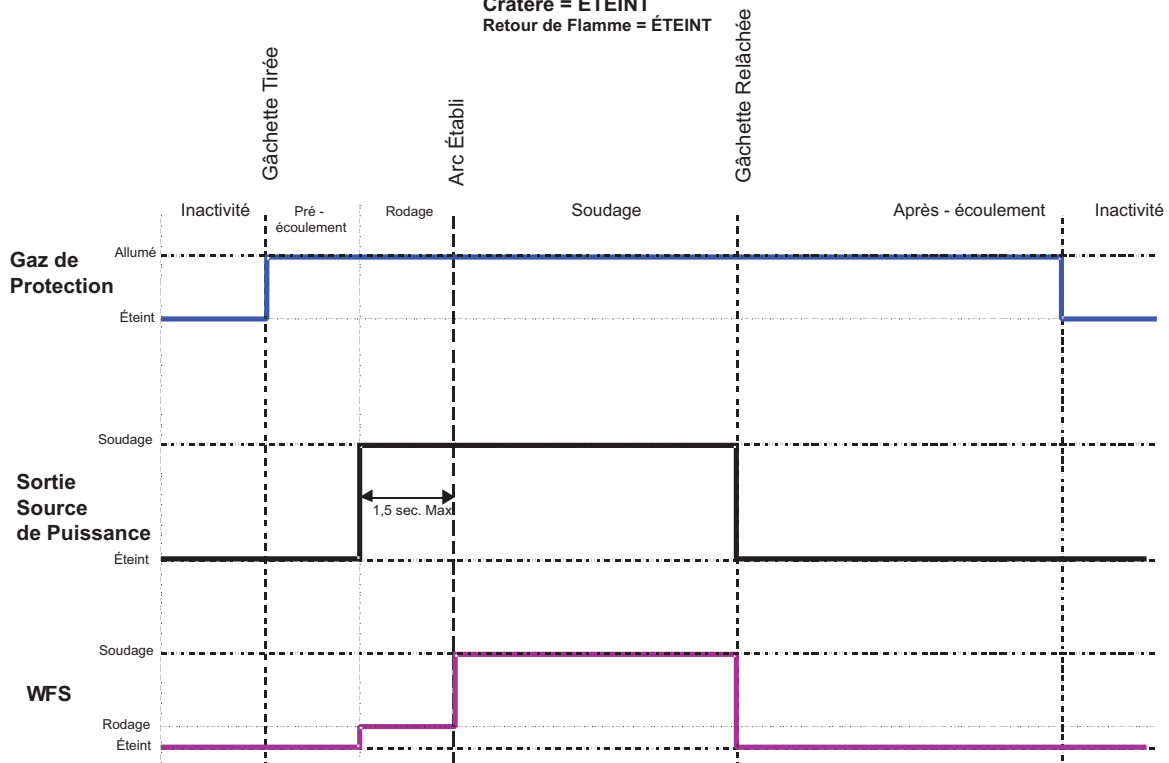 Cratère = ÉTEINT
Retour de Flamme = ÉTEINT
Gâchette Tirée
Arc Établi
Gâchette Relâchée
Inactivité
Pré -
écoulement
Rodage
Soudage
Après - écoulement
Inactivité
Gaz de
Protection
Allumé
Éteint
Sortie
Source
de Puissance
Soudage
1,5 sec. Max
Éteint
WFS
Soudage
Rodage
Éteint